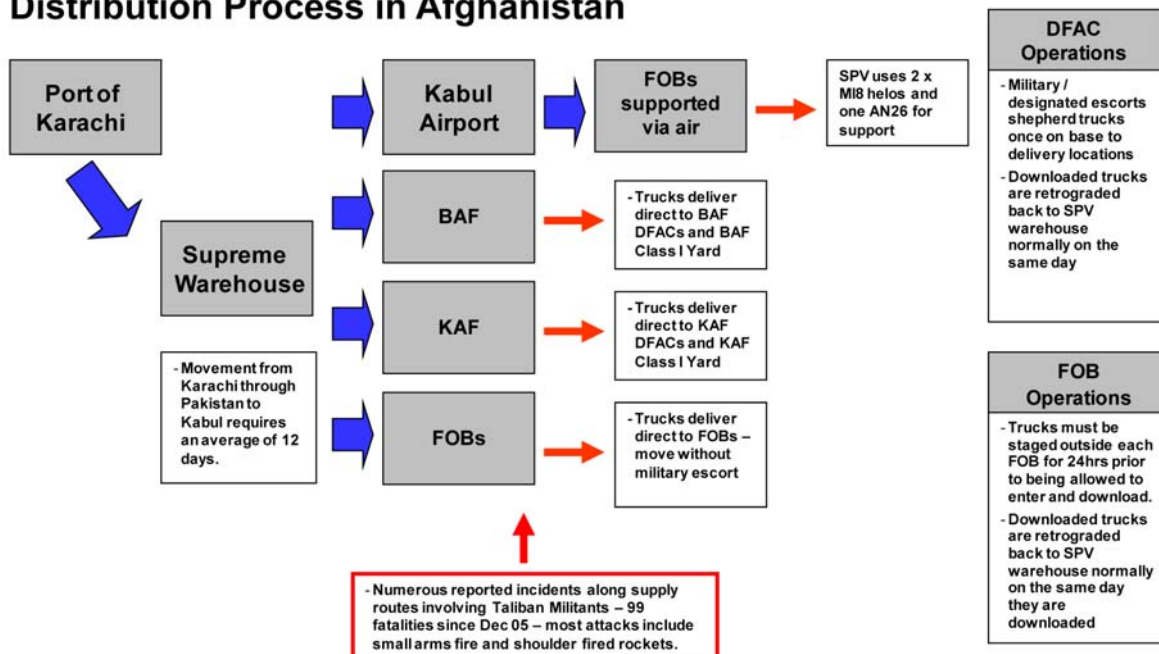 Distribution Process in Afghanistan
Port of
Karachi
Supreme
Warehouse
- Movement from
Karachi through
Pakistan to
Kabul requires
an average of 12
days.
Kabul
Airport
FOBs
supported
via air
SPV uses 2 x
MI8 helos and
one AN26 for
support
BAF
- Trucks deliver
direct to BAF
DFACs and BAF
Class I Yard
KAF
- Trucks deliver
direct to KAF
DFACs and KAF
Class I Yard
FOBs
- Trucks deliver
direct to FOBs –
move without
military escort
- Numerous reported incidents along supply
routes involving Taliban Militants – 99
fatalities since Dec 05 – most attacks include
small arms fire and shoulder fired rockets.
DFAC
Operations
- Military /
designated escorts
shepherd trucks
once on base to
delivery locations
- Downloaded trucks
are retrograded
back to SPV
warehouse
normally on the
same day
FOB
Operations
- Trucks must be
staged outside each
FOB for 24hrs prior
to being allowed to
enter and download.
- Downloaded trucks
are retrograded
back to SPV
warehouse normally
on the same day
they are
downloaded